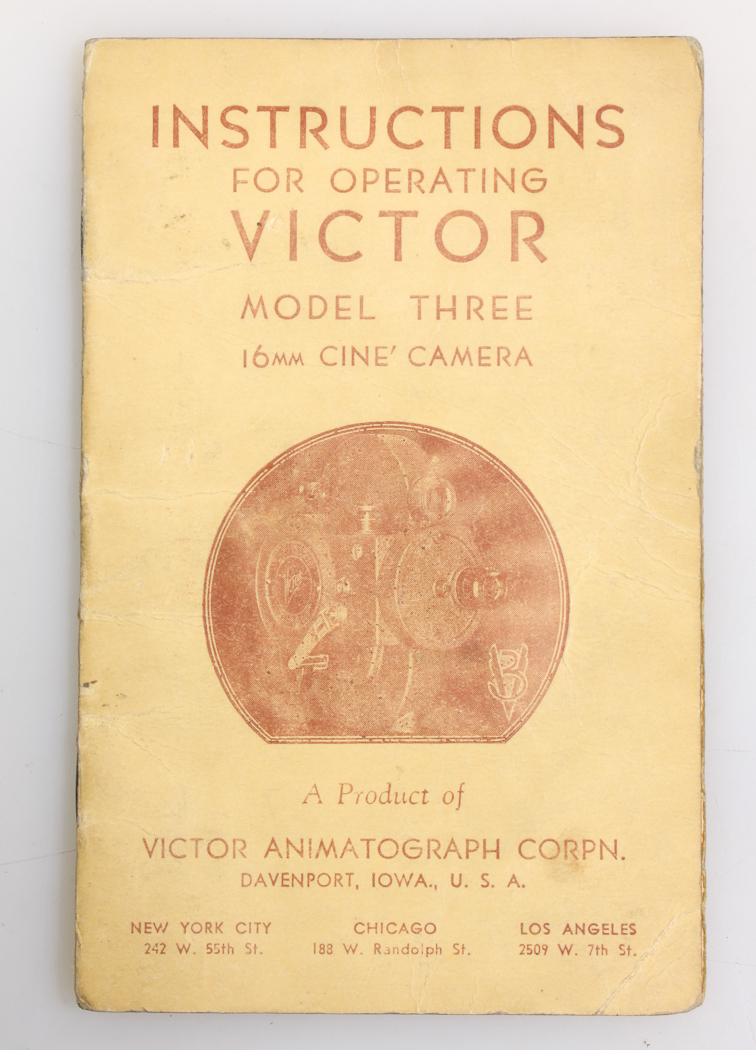 INSTRUCTIONS
FOR OPERATING
VICTOR
MODEL THREE
16MM CINE' CAMERA
A Product of
VICTOR ANIMATOGRAPH CORPN.
DAVENPORT, IOWA., U. S. A.
NEW YORK CITY CHICAGO LOS ANGELES
242 W. 55th St. 188 W. Randolph St. 2509 W. 7th St.